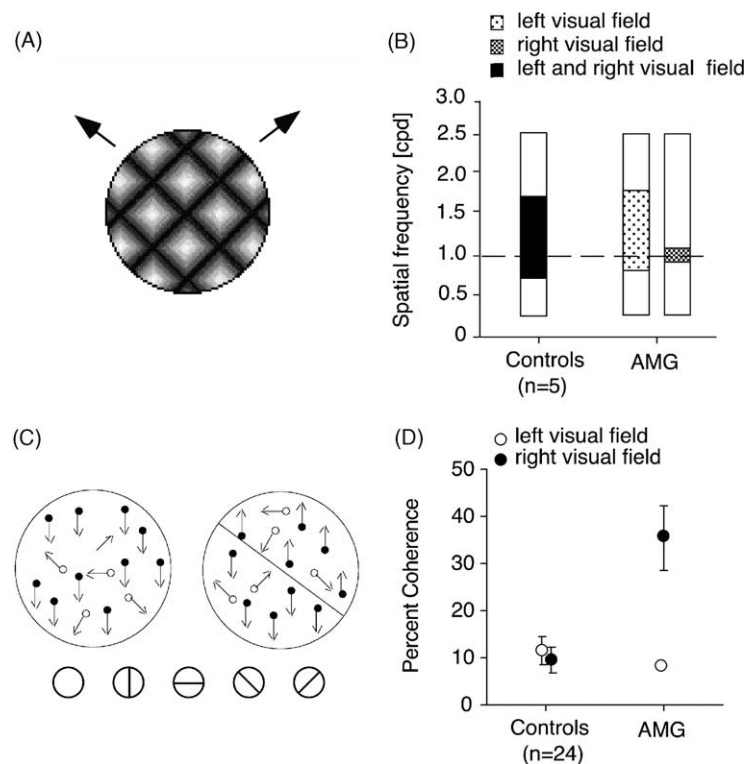 (A)
(B)
left visual field
right visual field
left and right visual field
Spatial frequency [cpd]
3.0
2.5
2.0
1.5
1.0
0.5
0
Controls
(n=5)
AMG
(C)
(D)
left visual field
right visual field
Percent Coherence
50
40
30
20
10
0
Controls
(n=24)
AMG